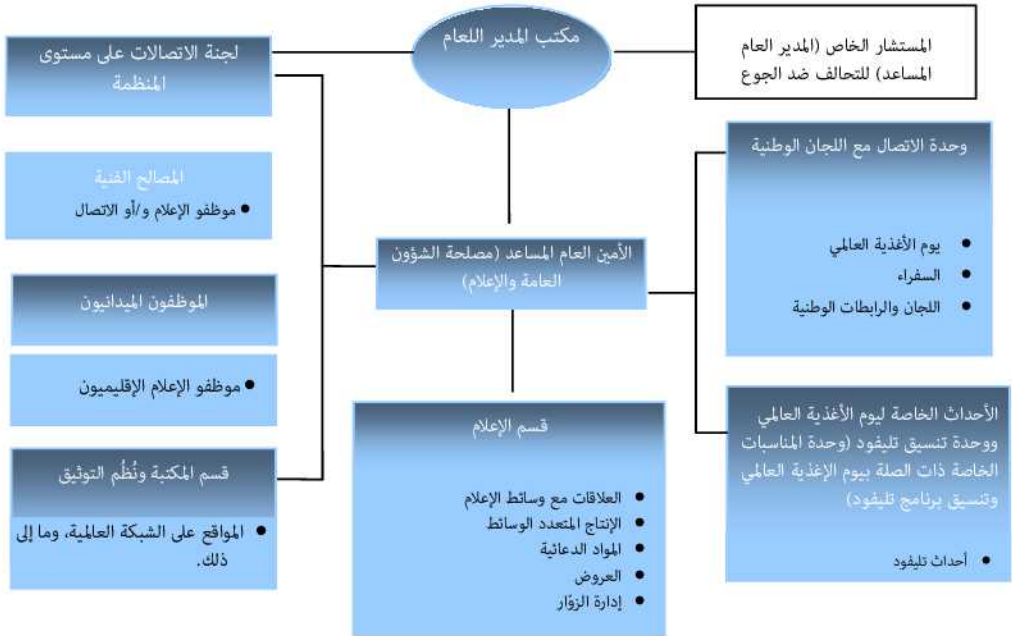 مكتب المدير اللعام
المستشار الخاص (المدير العام
المساعد) للتحالف ضد الجوع
لجنة الاتصالات على مستوى
المنظمة
وحدة الاتصال مع اللجان الوطنية
● يوم الأغذية العالمي
● السفراء
● اللجان والرابطات الوطنية
المصالح الفنية
● موظفو الإعلام و/أو الاتصال
الأمين العام المساعد (مصلحة الشؤون
العامة والإعلام)
الموظفون الميدانيون
● موظفو الإعلام الإقليميون
الأحداث الخاصة ليوم الأغذية العالمي
ووحدة تنسيق تليفود (وحدة المناسبات
الخاصة ذات الصلة بيوم الإغذية العالمي
وتنسيق برنامج تليفود)
● أحداث تليفود
قسم الإعلام
● العلاقات مع وسائط الإعلام
● الإنتاج المتعدد الوسائط
● المواد الدعائية
● العروض
● إدارة الزوّار
قسم المكتبة ونُظُم التوثيق
● المواقع على الشبكة العالمية، وما إلى
ذلك.